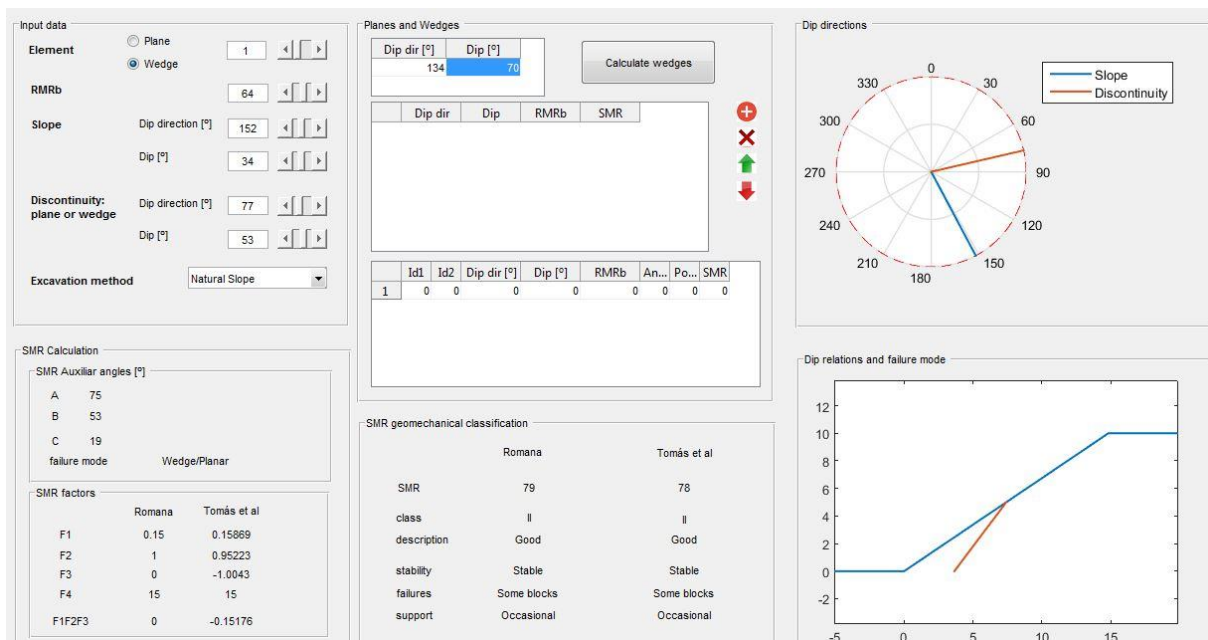 Input data
Element
Plane
Wedge
1
RMRb
64
Slope
Dip direction [º]
152
Dip [º]
34
Discontinuity:
plane or wedge
Dip direction [º]
77
Dip [º]
53
Excavation method
Natural Slope
SMR Calculation
SMR Auxiliar angles [º]
A 75
B 53
C 19
failure mode Wedge/Planar
SMR factors
Romana Tomás et al
F1 0.15 0.15869
F2 1 0.95223
F3 0 -1.0043
F4 15 15
F1F2F3 0 -0.15176
Planes and Wedges
Dip dir [º] Dip [º]
134 70
Calculate wedges
Dip dir Dip RMRb SMR
Id1 Id2 Dip dir [º] Dip [º] RMRb An... Po... SMR
1 0 0 0 0 0 0 0 0
SMR geomechanical classification
Romana Tomás et al
SMR 79 78
class II II
description Good Good
stability Stable Stable
failures Some blocks Some blocks
support Occasional Occasional
Dip directions
0
30
60
90
120
150
180
210
240
270
300
330
Slope
Discontinuity
Dip relations and failure mode
12
10
8
6
4
2
0
-2
-5 0 5 10 15